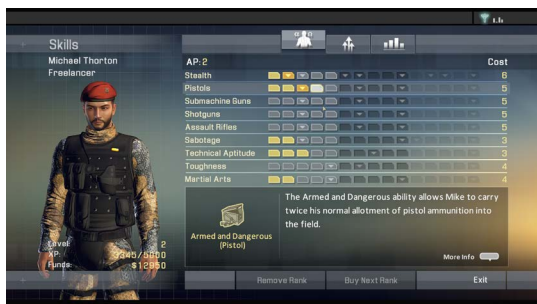 Skills
Michael Thorton
Freelancer
AP: 2
Cost
Stealth 6
Pistols 5
Submachine Guns 5
Shotguns 5
Assault Rifles 5
Sabotage 3
Technical Aptitude 3
Toughness 4
Martial Arts 4
Armed and Dangerous
(Pistol)
The Armed and Dangerous ability allows Mike to carry
twice his normal allotment of pistol ammunition into
the field.
More Info
Level: 2
XP:
Funds: $12950
Remove Rank
Buy Next Rank
Exit